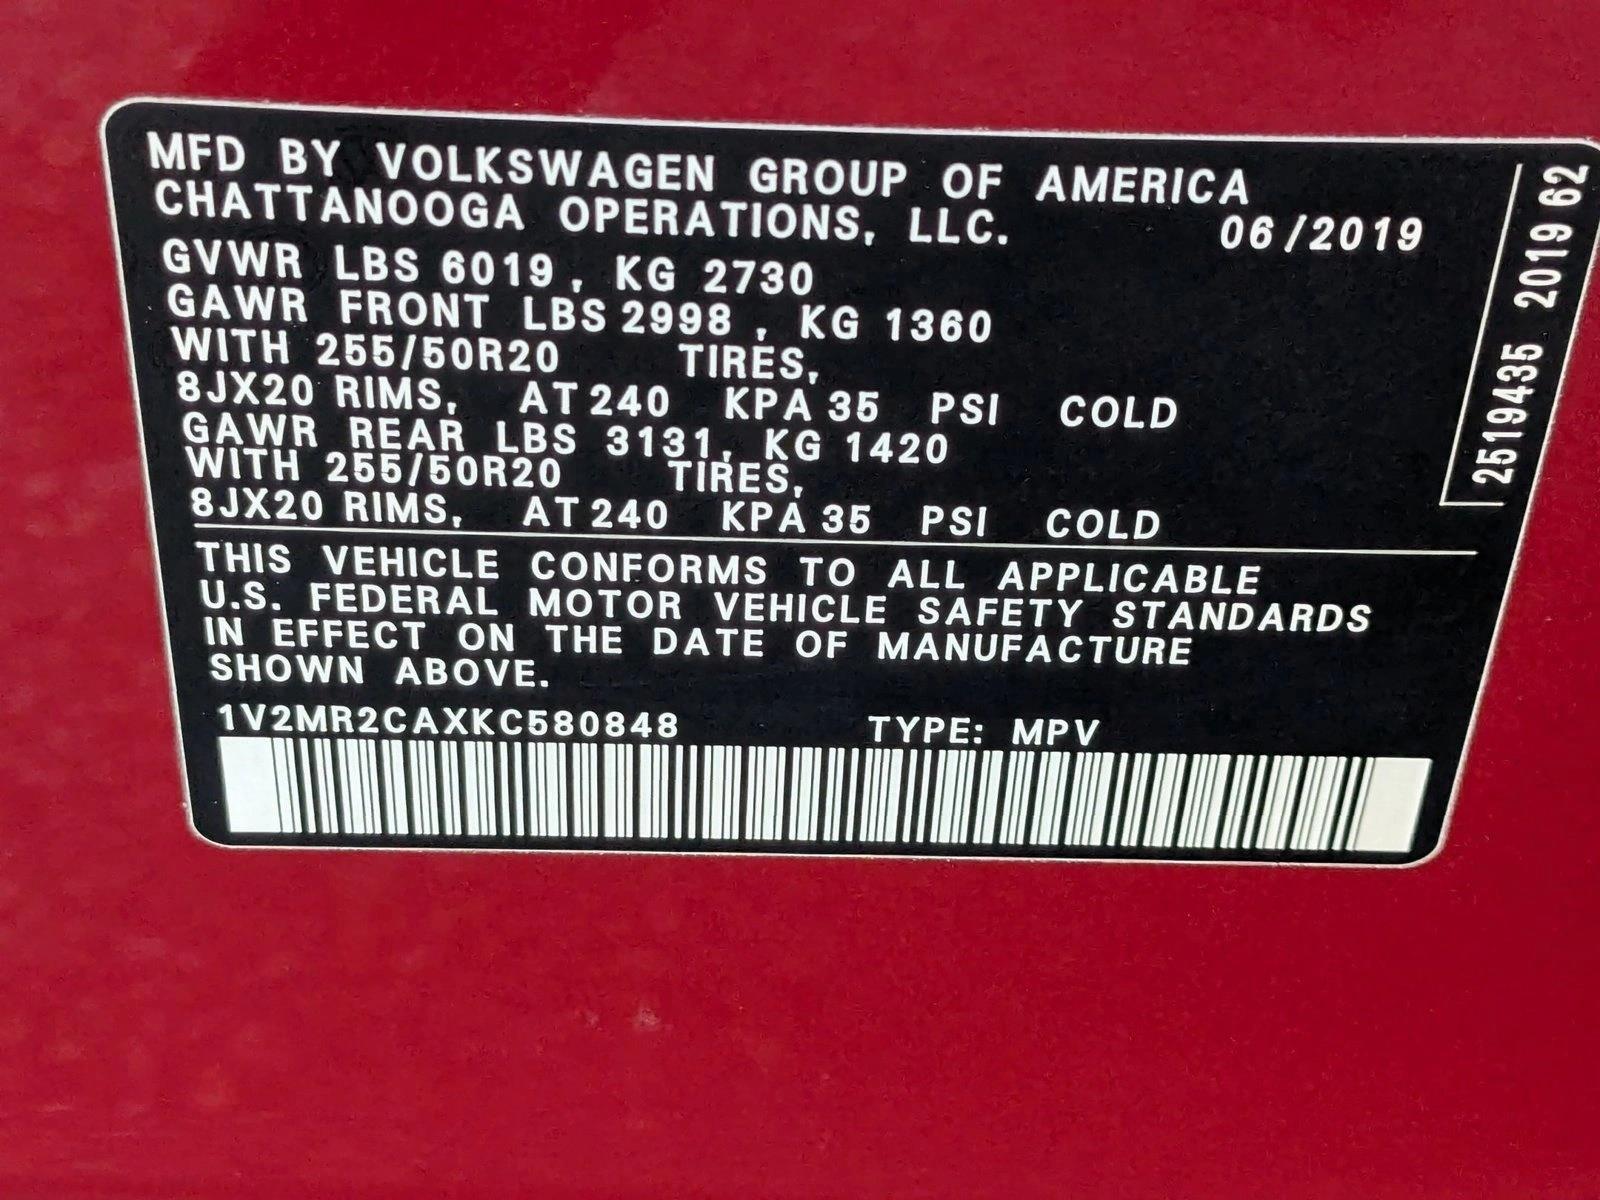 MFD BY VOLKSWAGEN GROUP OF AMERICA
CHATTANOOGA OPERATIONS, LLC. 06/2019
GVWR LBS 6019, KG 2730
GAWR FRONT LBS 2998, KG 1360
WITH 255/50R20 TIRES,
8JX20 RIMS, AT 240 KPA 35 PSI COLD
GAWR REAR LBS 3131, KG 1420
WITH 255/50R20 TIRES,
8JX20 RIMS, AT 240 KPA 35 PSI COLD
THIS VEHICLE CONFORMS TO ALL APPLICABLE
U.S. FEDERAL MOTOR VEHICLE SAFETY STANDARDS
IN EFFECT ON THE DATE OF MANUFACTURE
SHOWN ABOVE.
1V2MR2CAXKC580848 TYPE: MPV
2519435 2019 62